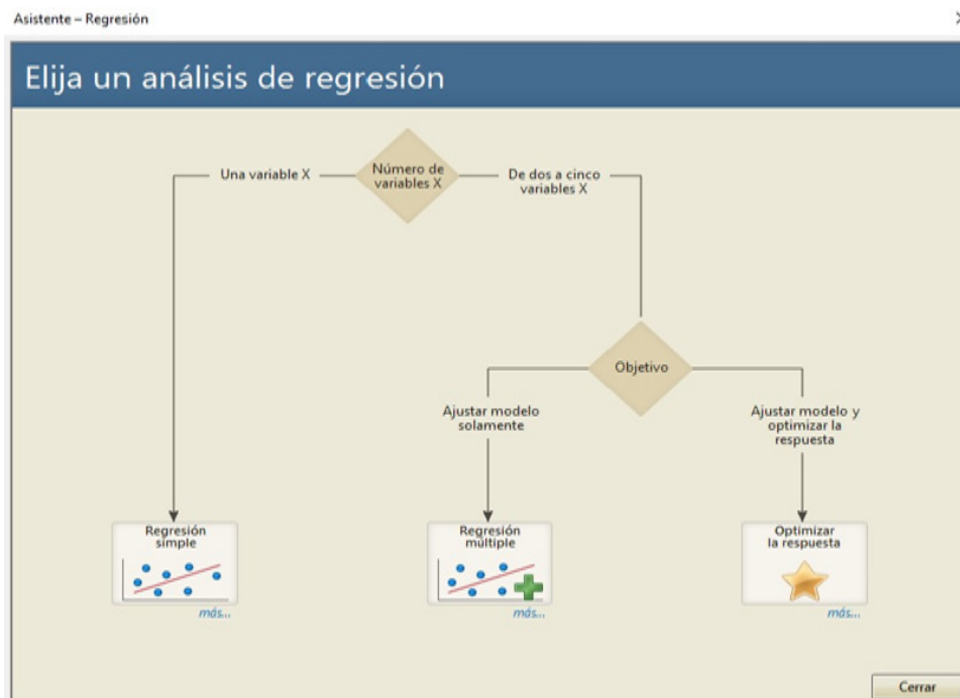 Asistente – Regresión
Elija un análisis de regresión
Una variable X
Número de
variables X
De dos a cinco
variables X
Objetivo
Ajustar modelo
solamente
Ajustar modelo y
optimizar la
respuesta
Regresión
simple
más...
Regresión
múltiple
más...
Optimizar
la respuesta
más...
Cerrar